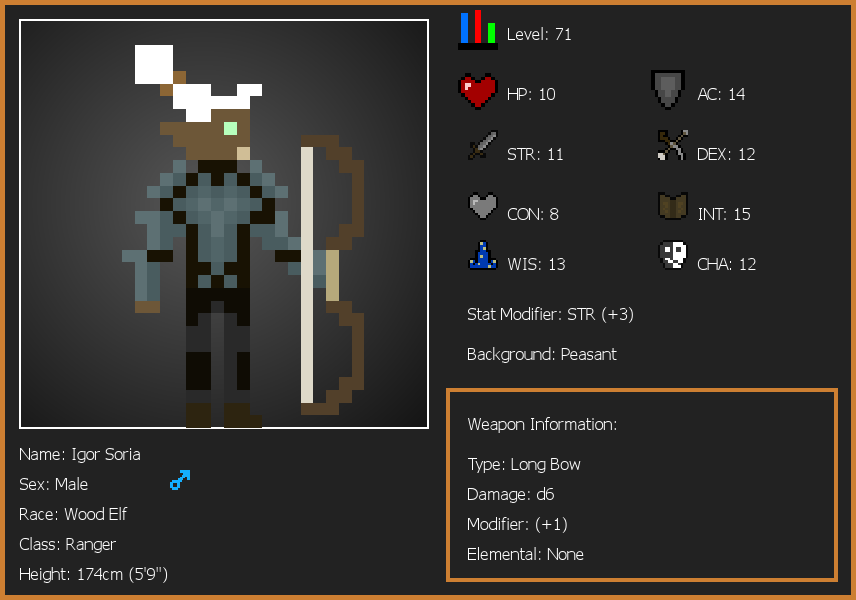 Level: 71
HP: 10
AC: 14
STR: 11
DEX: 12
CON: 8
INT: 15
WIS: 13
CHA: 12
Stat Modifier: STR (+3)
Background: Peasant
Weapon Information:
Type: Long Bow
Damage: d6
Modifier: (+1)
Elemental: None
Name: Igor Soria
Sex: Male
Race: Wood Elf
Class: Ranger
Height: 174cm (5'9")